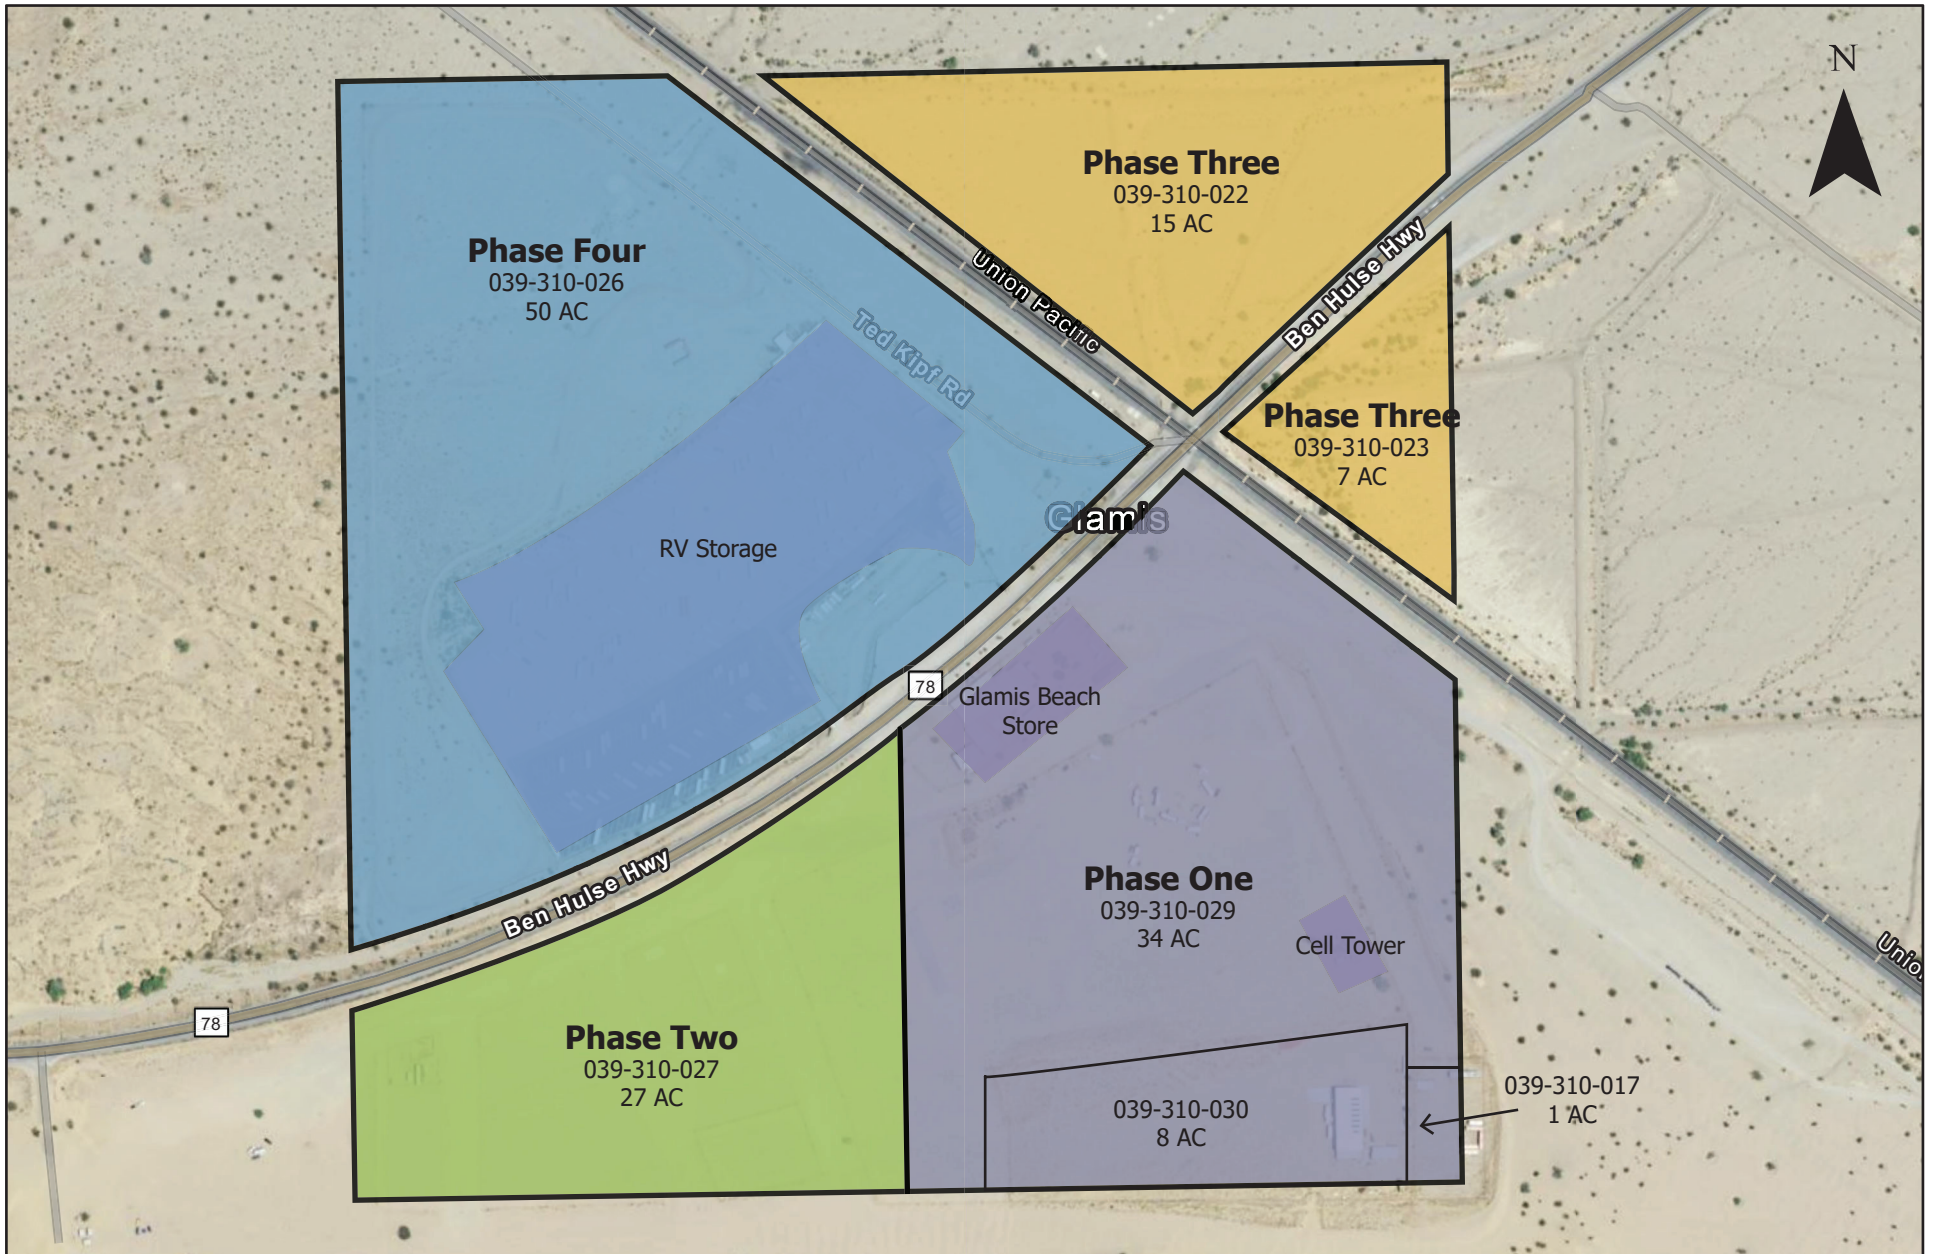 N
Phase Three
039-310-022
15 AC
Phase Four
039-310-026
50 AC
Union Pacific
Ben Hulse Hwy
Ted Kipf Rd
Phase Three
039-310-023
7 AC
Glamis
RV Storage
78
Glamis Beach
Store
Ben Hulse Hwy
Phase One
039-310-029
34 AC
Cell Tower
78
Phase Two
039-310-027
27 AC
039-310-030
8 AC
039-310-017
1 AC